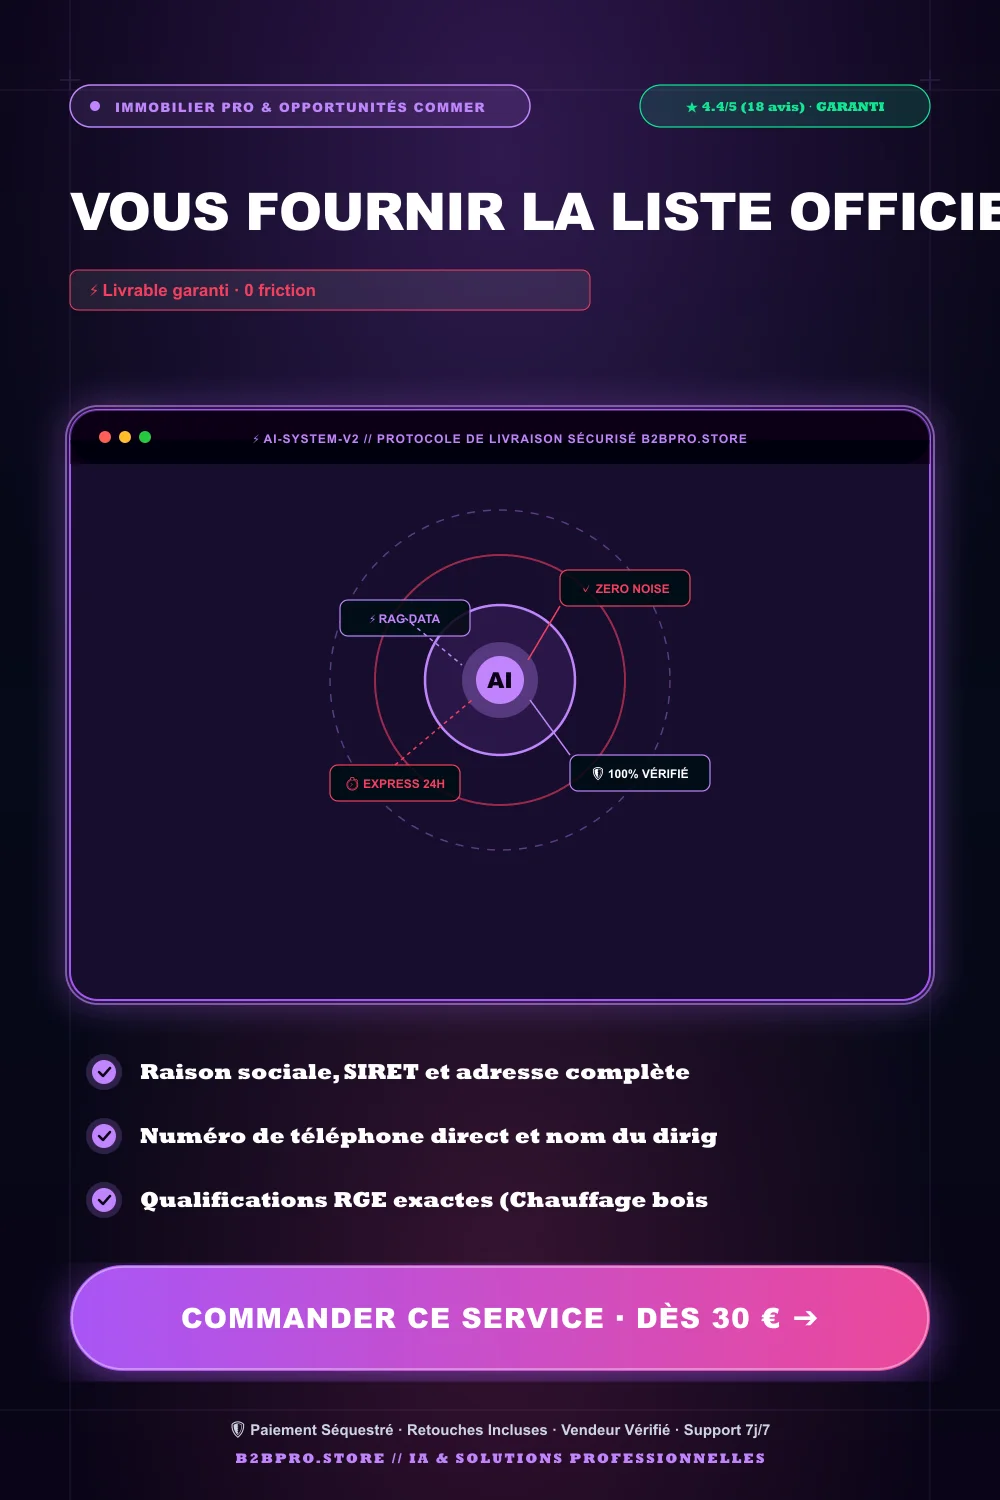 IMMOBILIER PRO & OPPORTUNITÉS COMMER
★ 4.4/5 (18 avis) · GARANTI
VOUS FOURNIR LA LISTE OFFICIE
⚡ Livrable garanti · 0 friction
⚡ AI-SYSTEM-V2 // PROTOCOLE DE LIVRAISON SÉCURISÉ B2BPRO.STORE
✓ ZERO NOISE
⚡ RAG DATA
AI
⏱ EXPRESS 24H
🛡 100% VÉRIFIÉ
Raison sociale, SIRET et adresse complète
Numéro de téléphone direct et nom du dirig
Qualifications RGE exactes (Chauffage bois
COMMANDER CE SERVICE · DÈS 30 € ➔
🛡 Paiement Séquestré · Retouches Incluses · Vendeur Vérifié · Support 7j/7
B2BPRO.STORE // IA & SOLUTIONS PROFESSIONNELLES